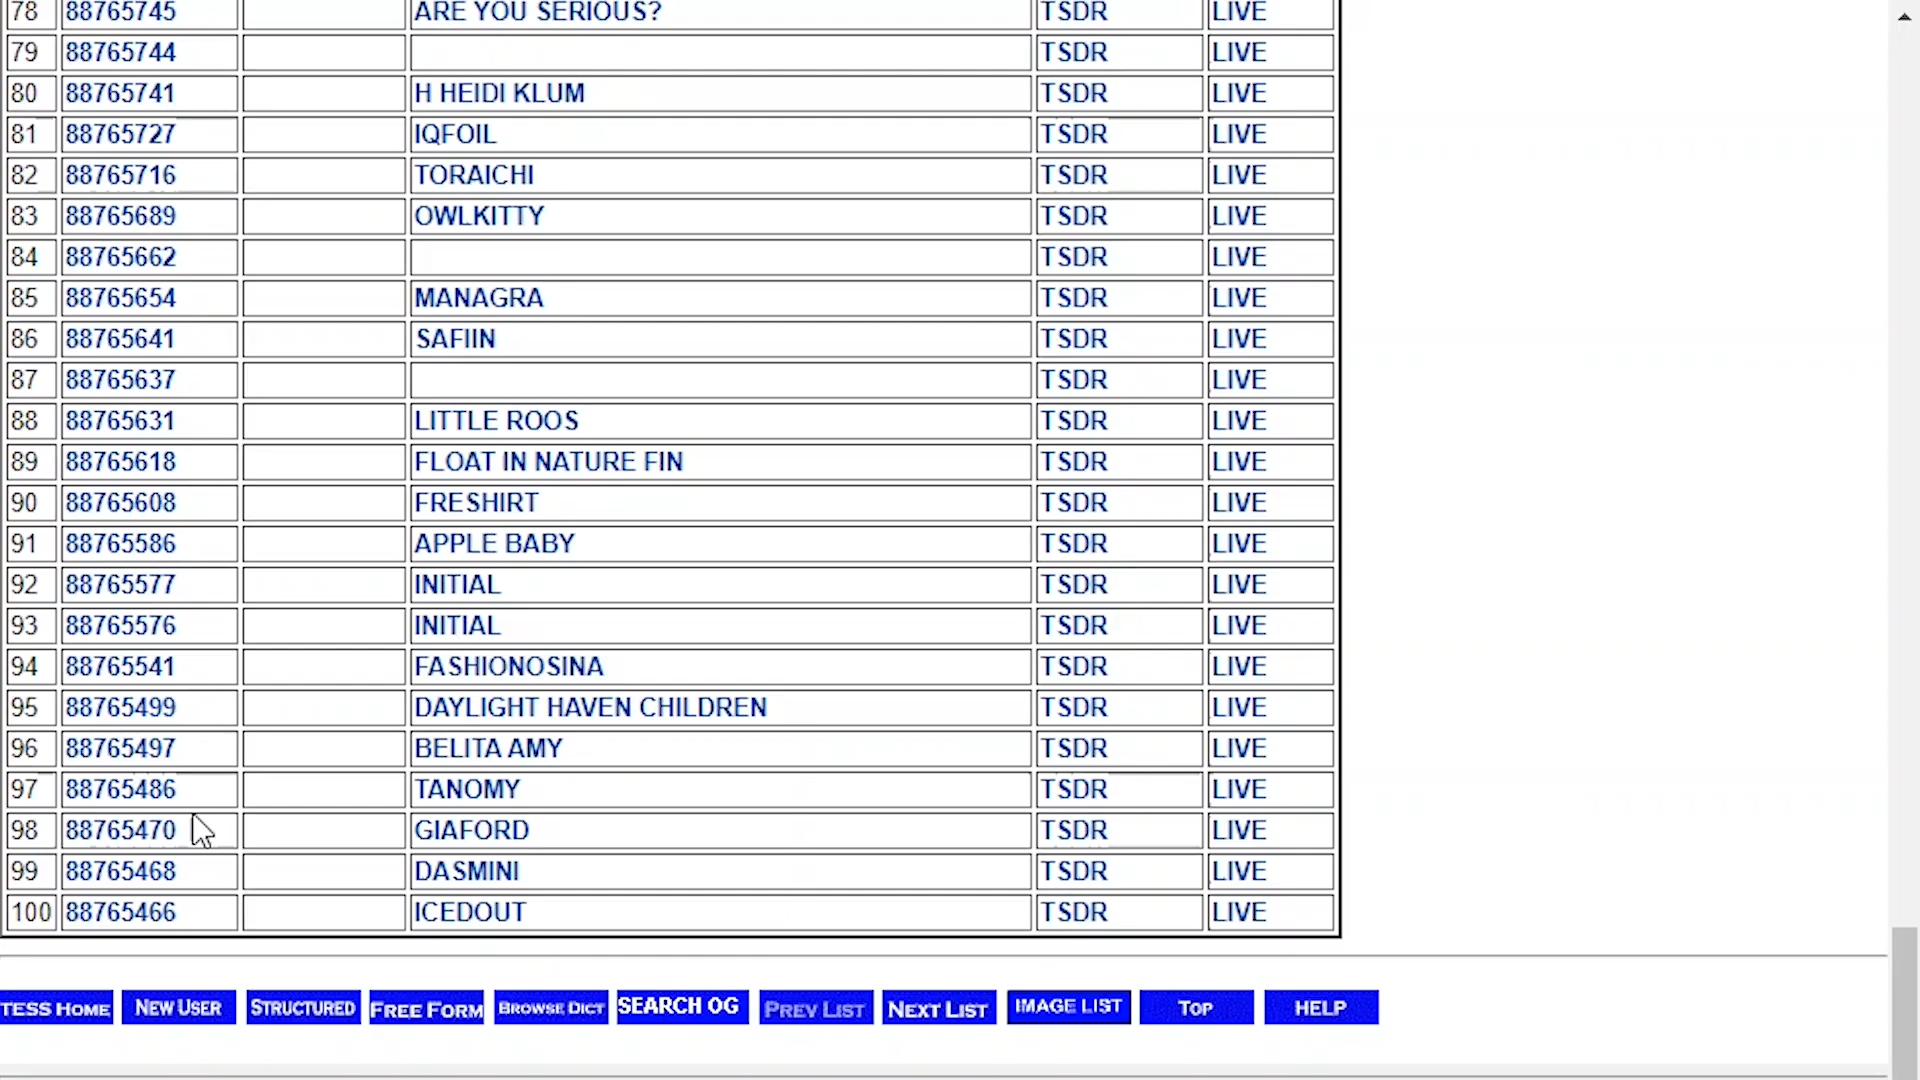 78 88765745 ARE YOU SERIOUS? TSDR LIVE
79 88765744 TSDR LIVE
80 88765741 H HEIDI KLUM TSDR LIVE
81 88765727 IQFOIL TSDR LIVE
82 88765716 TORAICHI TSDR LIVE
83 88765689 OWLKITTY TSDR LIVE
84 88765662 TSDR LIVE
85 88765654 MANAGRA TSDR LIVE
86 88765641 SAFIIN TSDR LIVE
87 88765637 TSDR LIVE
88 88765631 LITTLE ROOS TSDR LIVE
89 88765618 FLOAT IN NATURE FIN TSDR LIVE
90 88765608 FRESHIRT TSDR LIVE
91 88765586 APPLE BABY TSDR LIVE
92 88765577 INITIAL TSDR LIVE
93 88765576 INITIAL TSDR LIVE
94 88765541 FASHIONOSINA TSDR LIVE
95 88765499 DAYLIGHT HAVEN CHILDREN TSDR LIVE
96 88765497 BELITA AMY TSDR LIVE
97 88765486 TANOMY TSDR LIVE
98 88765470 GIAFORD TSDR LIVE
99 88765468 DASMINI TSDR LIVE
100 88765466 ICEDOUT TSDR LIVE
TESS HOME NEW USER STRUCTURED FREE FORM BROWSE DICT SEARCH OG PREV LIST NEXT LIST IMAGE LIST TOP HELP